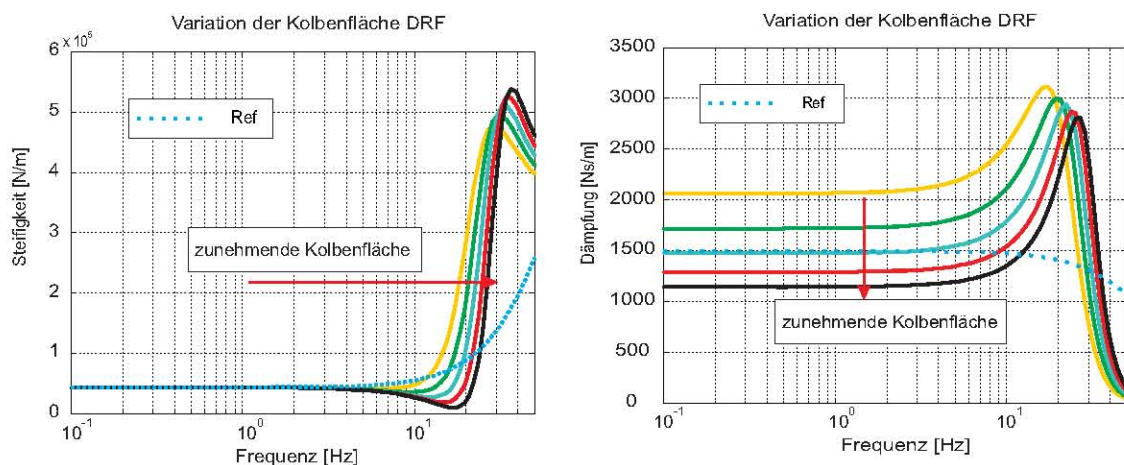 Variation der Kolbenfläche DRF
6 x 10⁵
5
4
3
2
1
0
Steifigkeit [N/m]
Ref
zunehmende Kolbenfläche
10⁻¹
10⁰
10¹
Frequenz [Hz]
Variation der Kolbenfläche DRF
3500
3000
2500
2000
1500
1000
500
0
Dämpfung [Ns/m]
Ref
zunehmende Kolbenfläche
10⁻¹
10⁰
10¹
Frequenz [Hz]